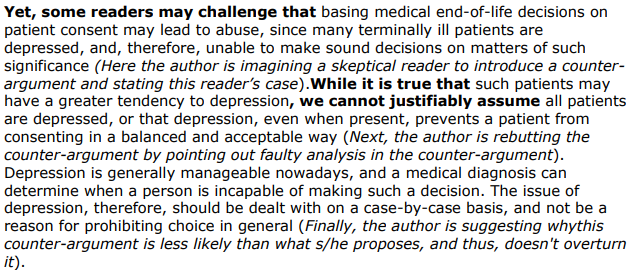 Yet, some readers may challenge that basing medical end-of-life decisions on
patient consent may lead to abuse, since many terminally ill patients are
depressed, and, therefore, unable to make sound decisions on matters of such
significance (Here the author is imagining a skeptical reader to introduce a counter-
argument and stating this reader's case).While it is true that such patients may
have a greater tendency to depression, we cannot justifiably assume all patients
are depressed, or that depression, even when present, prevents a patient from
consenting in a balanced and acceptable way (Next, the author is rebutting the
counter-argument by pointing out faulty analysis in the counter-argument).
Depression is generally manageable nowadays, and a medical diagnosis can
determine when a person is incapable of making such a decision. The issue of
depression, therefore, should be dealt with on a case-by-case basis, and not be a
reason for prohibiting choice in general (Finally, the author is suggesting whythis
counter-argument is less likely than what s/he proposes, and thus, doesn't overturn
it).